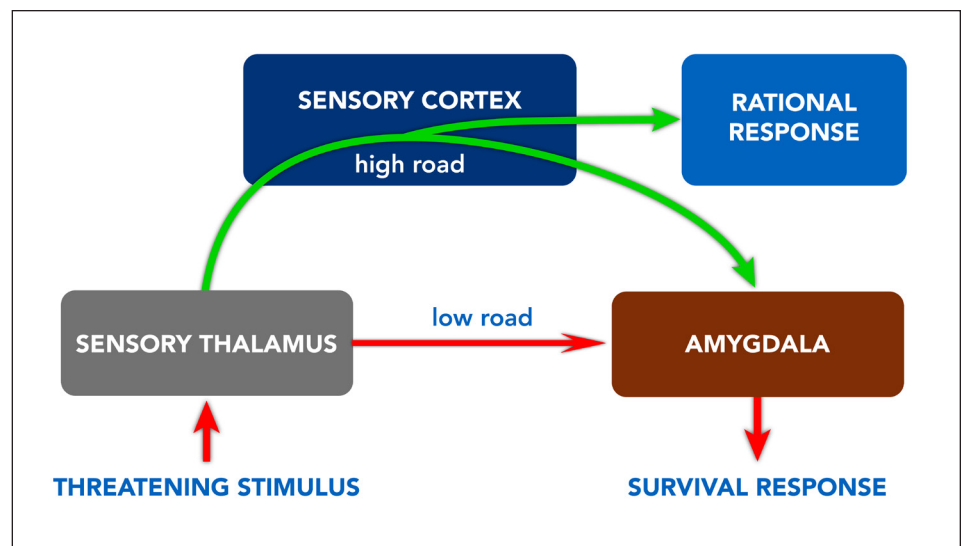 SENSORY CORTEX
high road
RATIONAL
RESPONSE
SENSORY THALAMUS
low road
AMYGDALA
THREATENING STIMULUS
SURVIVAL RESPONSE